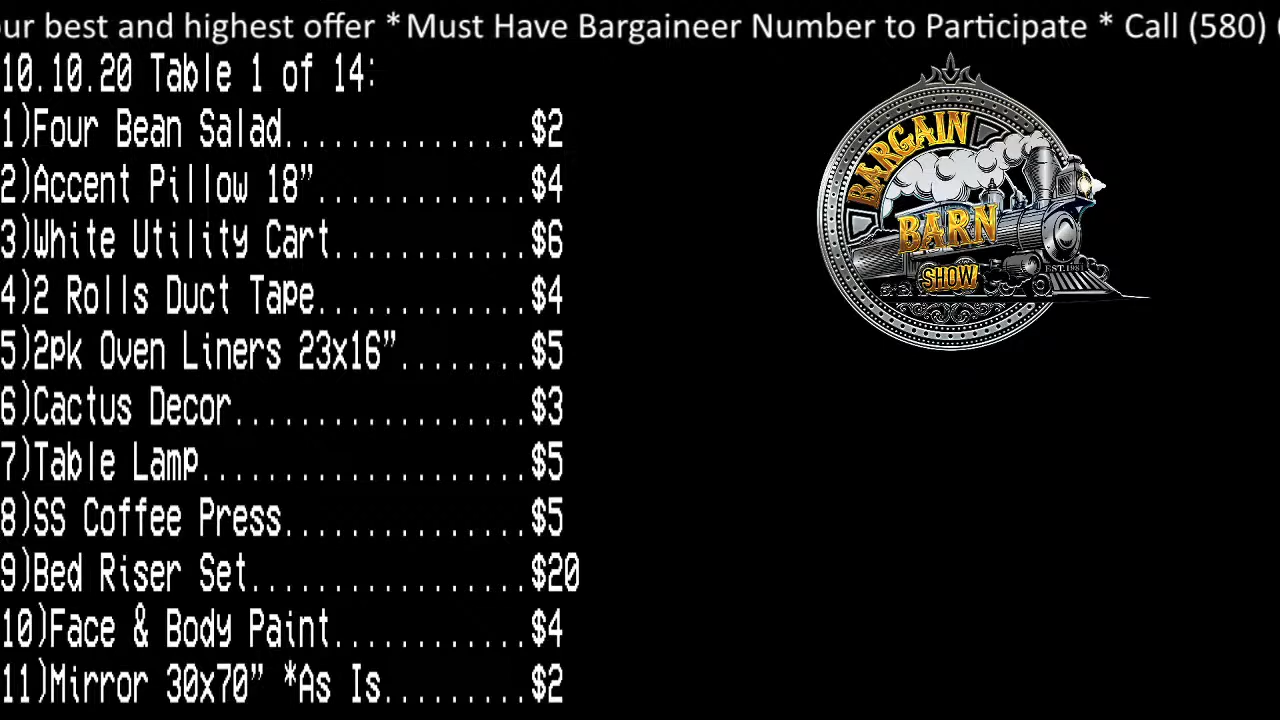 our best and highest offer *Must Have Bargaineer Number to Participate * Call (580)
10.10.20 Table 1 of 14:
1)Four Bean Salad...............$2
2)Accent Pillow 18”.............$4
3)White Utility Cart............$6
4)2 Rolls Duct Tape.............$4
5)2pk Oven Liners 23x16”........$5
6)Cactus Decor..................$3
7)Table Lamp....................$5
8)SS Coffee Press...............$5
9)Bed Riser Set.................$20
10)Face & Body Paint............$4
11)Mirror 30x70” *As Is.........$2
BARGAIN
BARN
SHOW